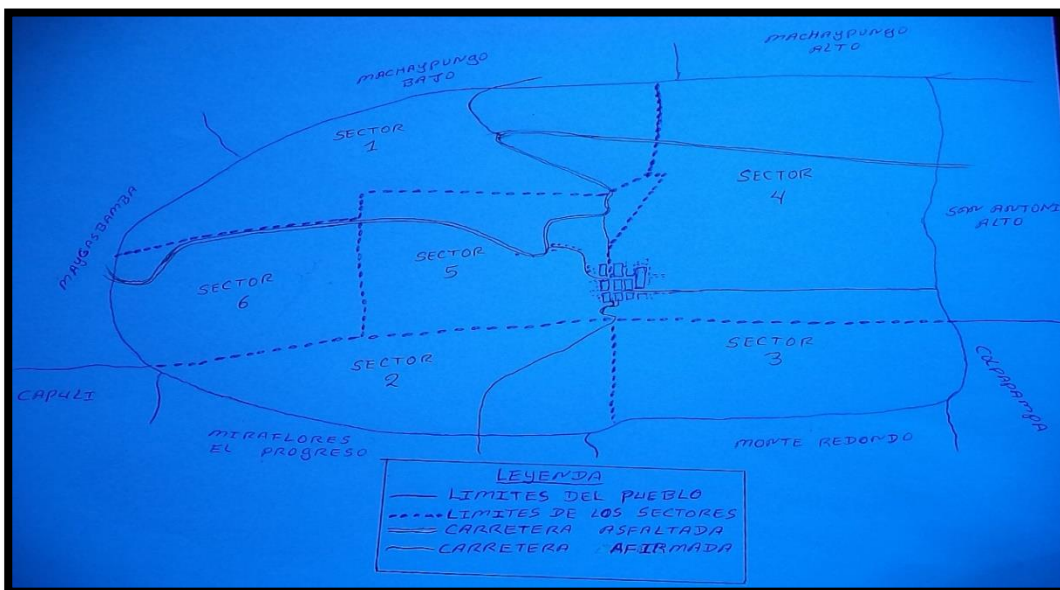 MACHAYPUNGO
ALTO
MACHAYPUNGO
BAJO
SECTOR
1
SECTOR
4
MAYGASBAMBA
SAN ANTONI
ALTO
SECTOR
5
SECTOR
6
SECTOR
3
SECTOR
2
COLPAPAMPA
CAPULI
MIRAFLORES
EL PROGRESO
MONTE REDONDO
LEYENDA
LIMITES DEL PUEBLO
LIMITES DE LOS SECTORES
CARRETERA ASFALTADA
CARRETERA AFIRMADA